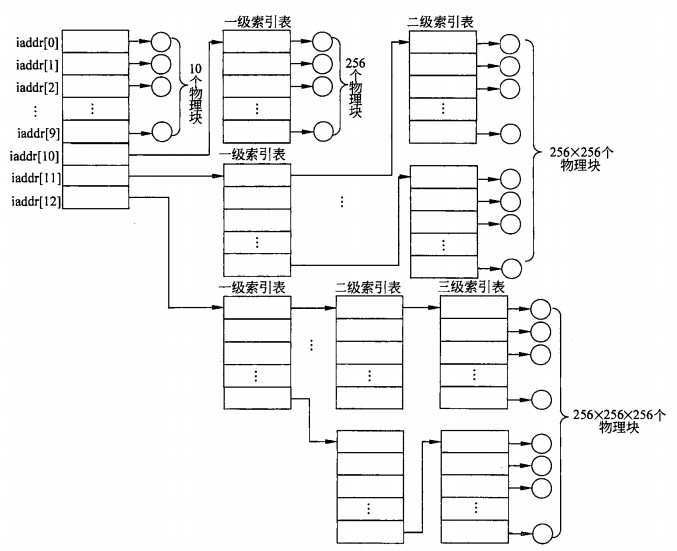 一级索引表
二级索引表
iaddr[0]
iaddr[1]
iaddr[2]
⋮
iaddr[9]
iaddr[10]
iaddr[11]
iaddr[12]
⋮
10个物理块
⋮
256个物理块
⋮
256×256个
物理块
一级索引表
⋮
⋮
⋮
一级索引表
二级索引表
三级索引表
⋮
⋮
⋮
⋮
256×256×256个
物理块
⋮
⋮